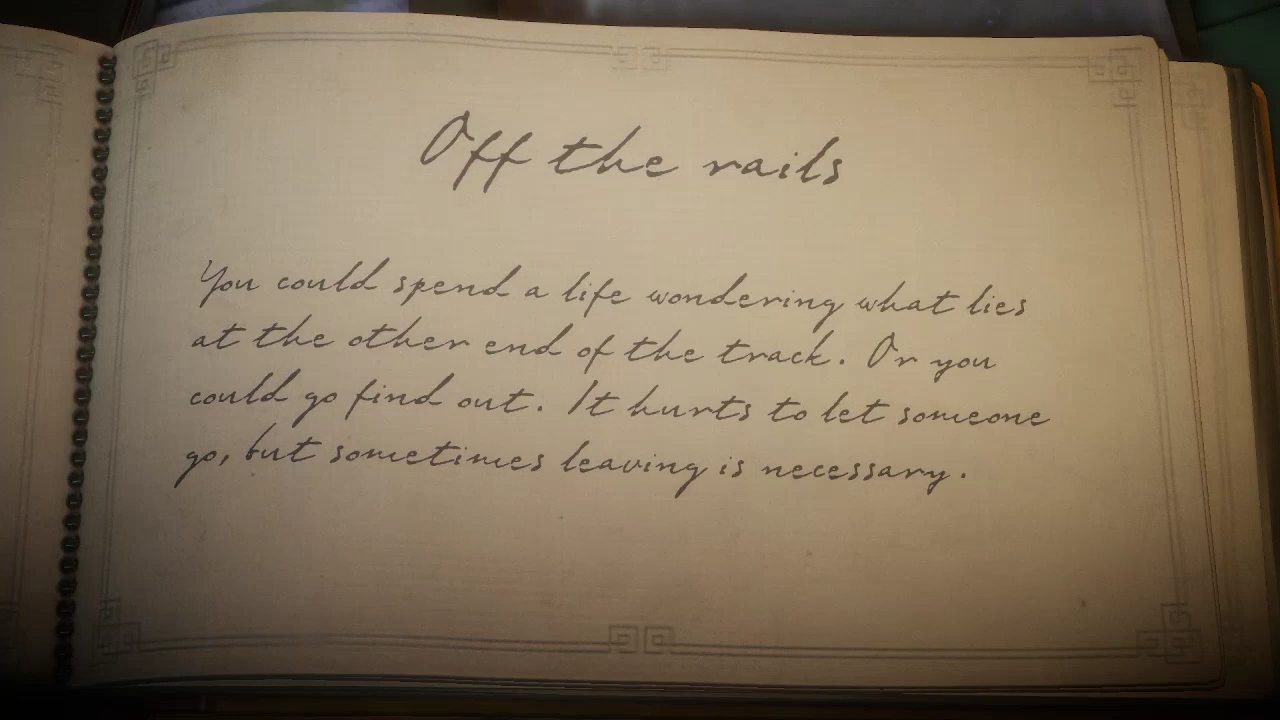 Off the rails
You could spend a life wondering what lies
at the other end of the track. Or you
could go find out. It hurts to let someone
go, but sometimes leaving is necessary.